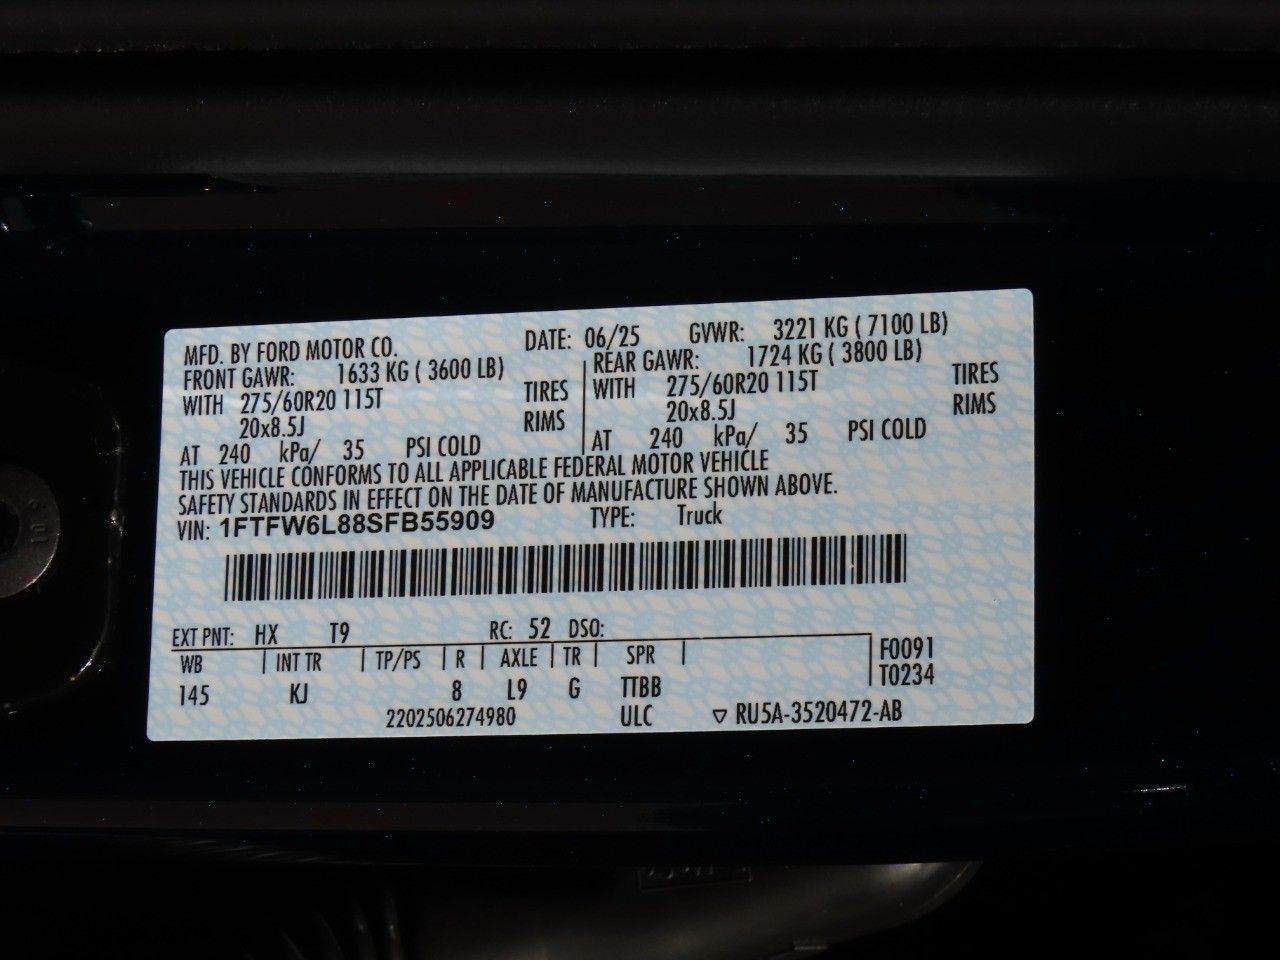 MFD. BY FORD MOTOR CO. DATE: 06/25 GVWR: 3221 KG ( 7100 LB)
FRONT GAWR: 1633 KG ( 3600 LB) REAR GAWR: 1724 KG ( 3800 LB)
WITH 275/60R20 115T TIRES WITH 275/60R20 115T TIRES
20x8.5J RIMS 20x8.5J RIMS
AT 240 kPa/ 35 PSI COLD AT 240 kPa/ 35 PSI COLD
THIS VEHICLE CONFORMS TO ALL APPLICABLE FEDERAL MOTOR VEHICLE
SAFETY STANDARDS IN EFFECT ON THE DATE OF MANUFACTURE SHOWN ABOVE.
VIN: 1FTFW6L88SFB55909 TYPE: Truck
EXT PNT: HX T9 RC: 52 DSO:
WB INT TR TP/PS R AXLE TR SPR F0091
145 KJ 8 L9 G TTBB T0234
2202506274980 ULC ▽ RU5A-3520472-AB